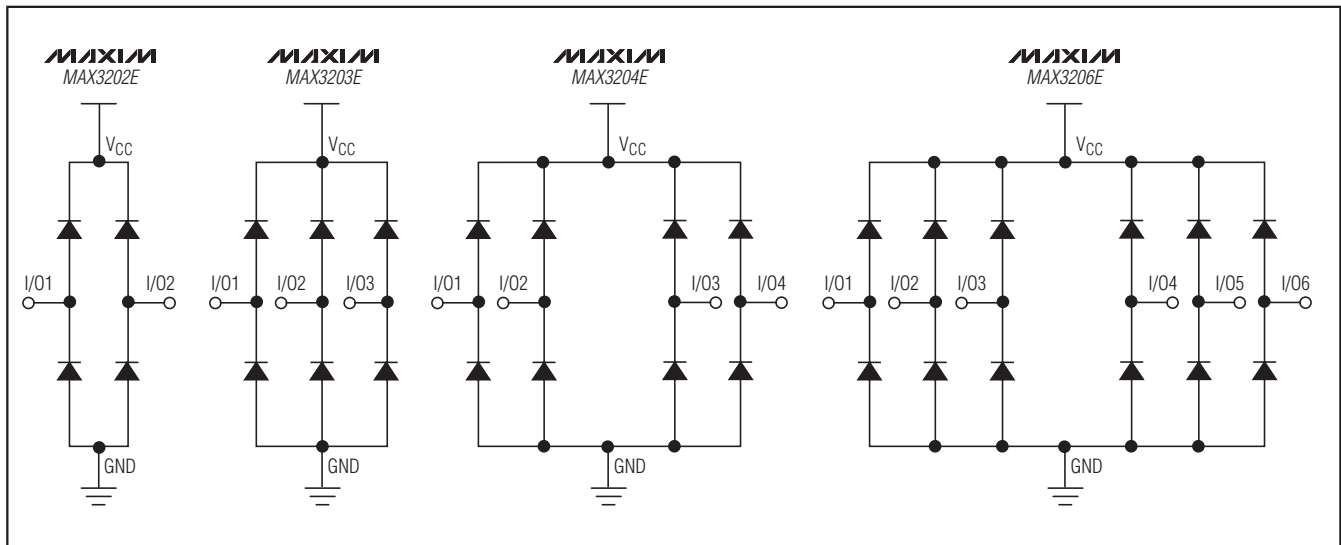 MAXIM
MAX3202E
VCC
I/O1
I/O2
GND
MAXIM
MAX3203E
VCC
I/O1
I/O2
I/O3
GND
MAXIM
MAX3204E
VCC
I/O1
I/O2
I/O3
I/O4
GND
MAXIM
MAX3206E
VCC
I/O1
I/O2
I/O3
I/O4
I/O5
I/O6
GND